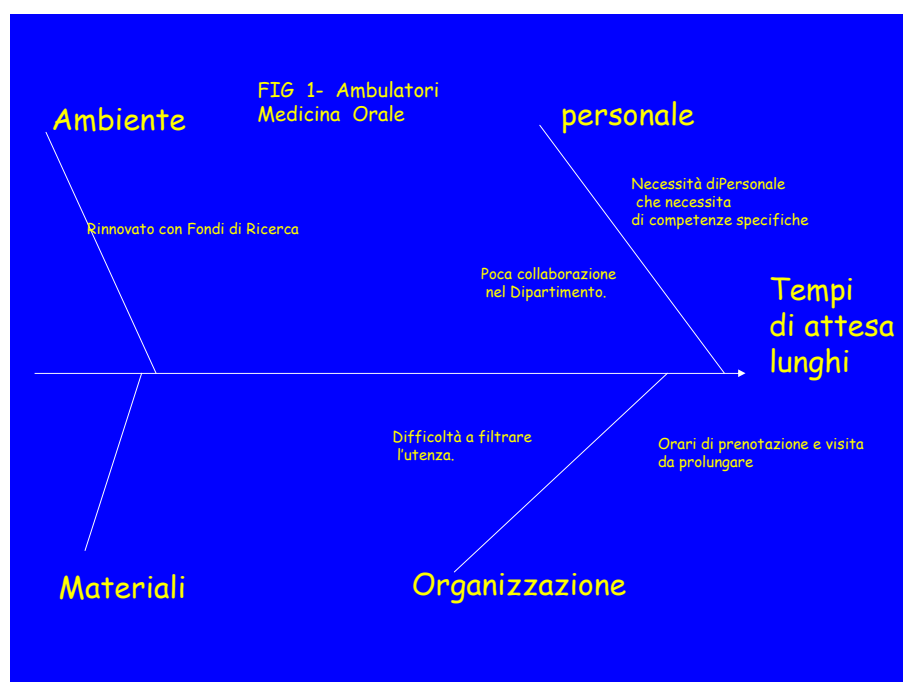 FIG 1- Ambulatori
Medicina Orale
Ambiente
personale
Necessità diPersonale
che necessita
di competenze specifiche
Rinnovato con Fondi di Ricerca
Poca collaborazione
nel Dipartimento.
Tempi
di attesa
lunghi
Difficoltà a filtrare
l'utenza.
Orari di prenotazione e visita
da prolungare
Materiali
Organizzazione